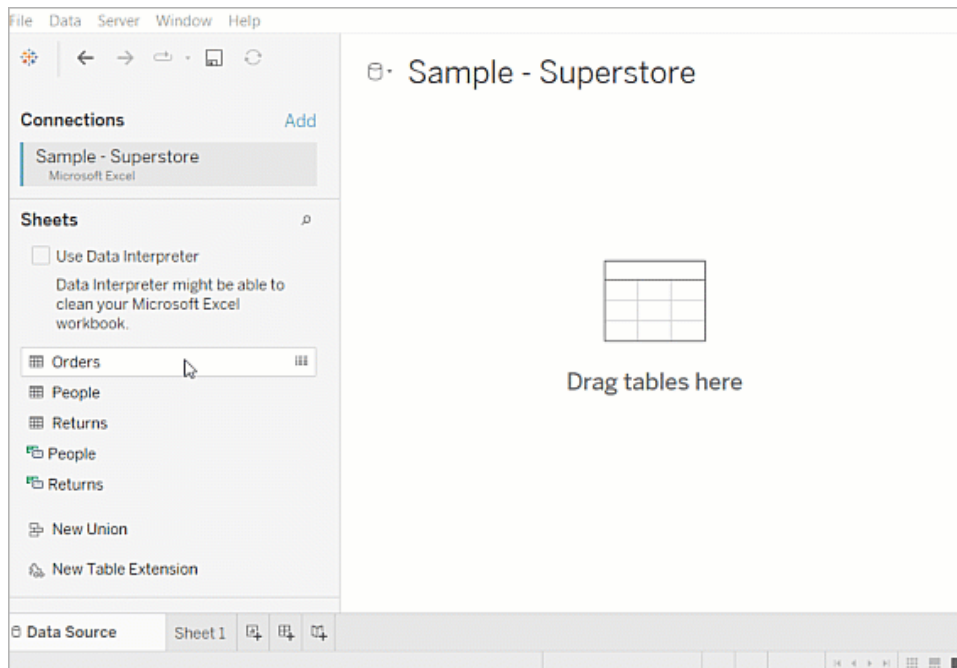 File Data Server Window Help
Sample - Superstore
Connections Add
Sample - Superstore
Microsoft Excel
Sheets
Use Data Interpreter
Data Interpreter might be able to
clean your Microsoft Excel
workbook.
Orders
People
Returns
People
Returns
New Union
New Table Extension
Drag tables here
Data Source Sheet 1